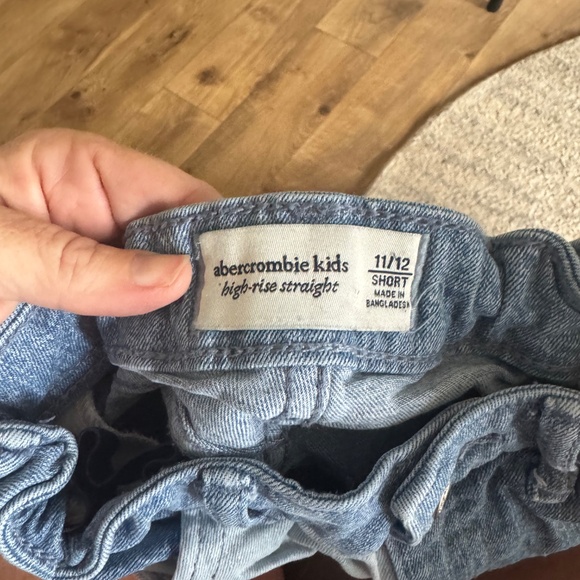 abercrombie kids
high-rise straight
11/12
SHORT
MADE IN
BANGLADESH